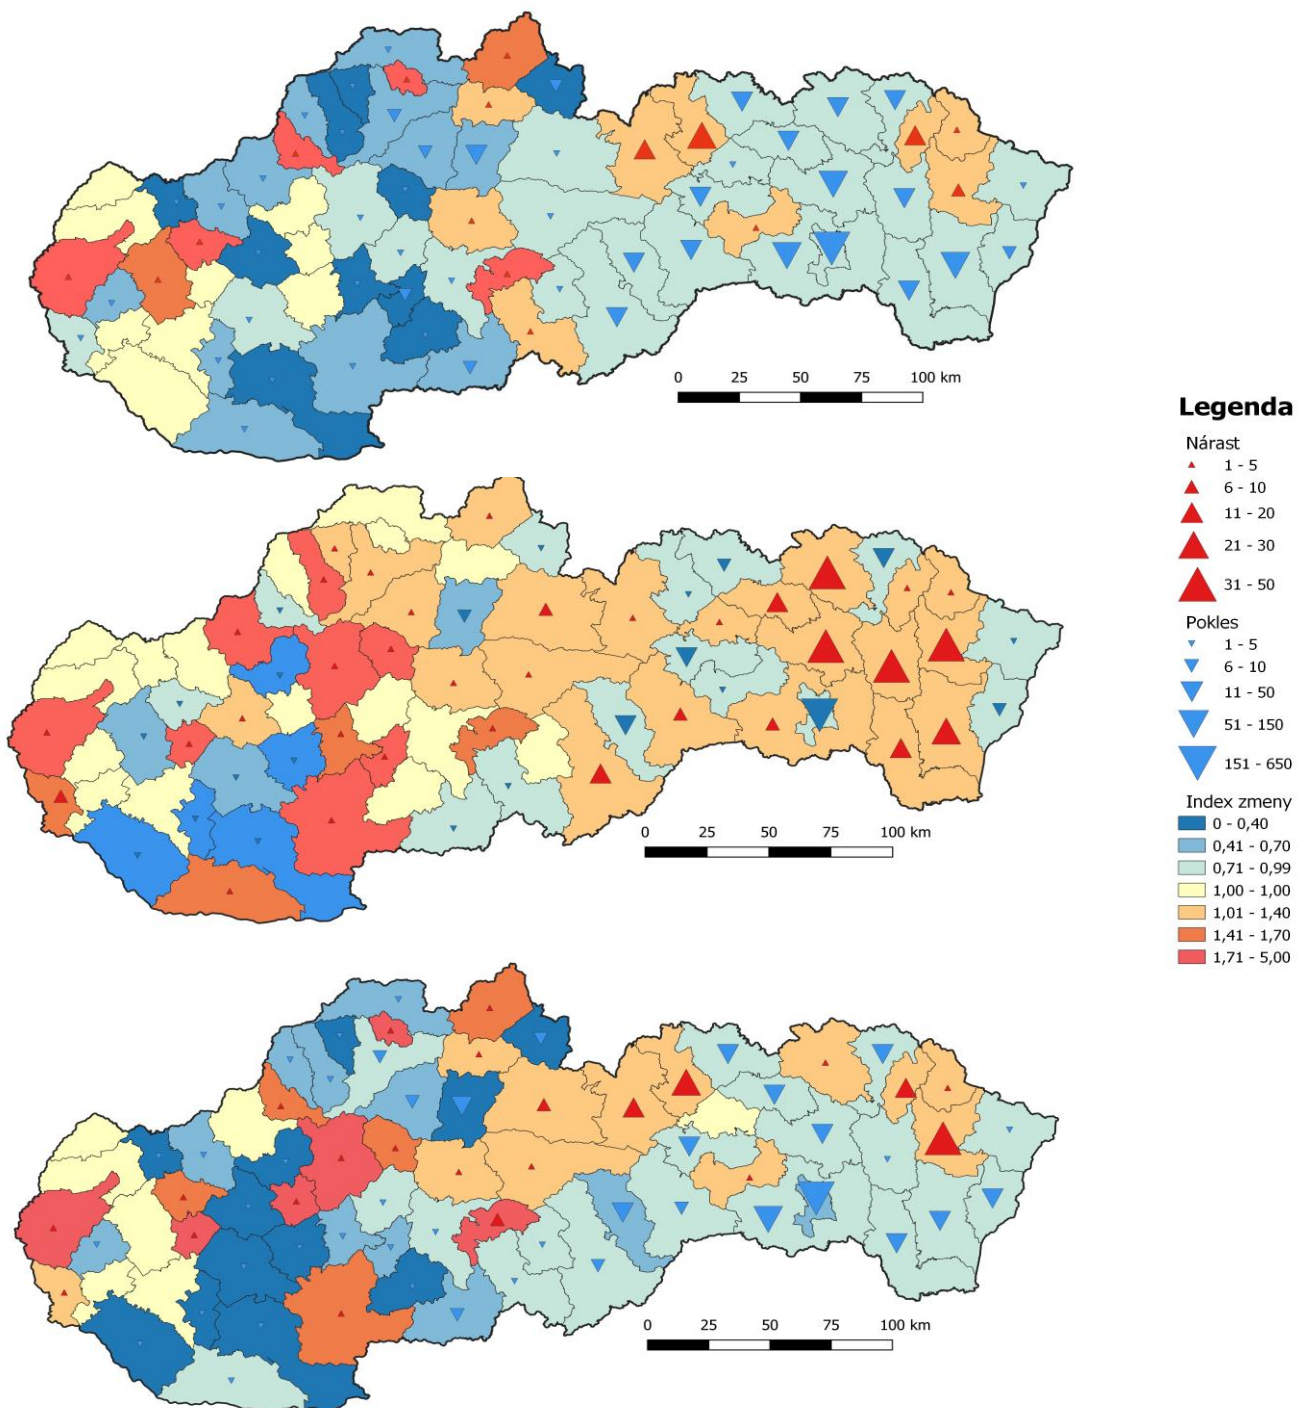 0 25 50 75 100 km
Legenda
Nárast
1 - 5
6 - 10
11 - 20
21 - 30
31 - 50
Pokles
1 - 5
6 - 10
11 - 50
51 - 150
151 - 650
Index zmeny
0 - 0,40
0,41 - 0,70
0,71 - 0,99
1,00 - 1,00
1,01 - 1,40
1,41 - 1,70
1,71 - 5,00
0 25 50 75 100 km
0 25 50 75 100 km